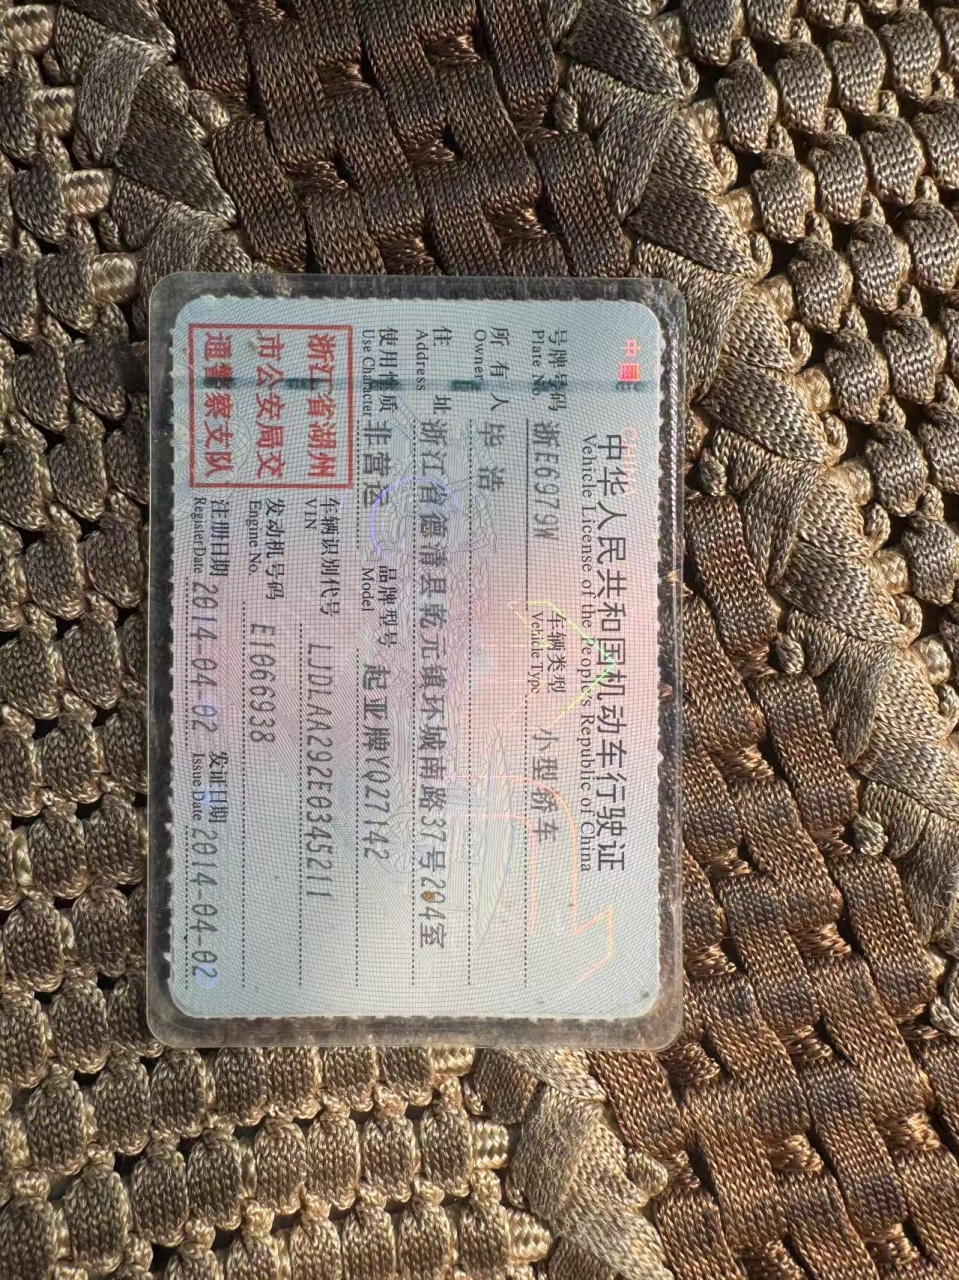 中国
中华人民共和国机动车行驶证
Vehicle License of the People's Republic of China
号牌号码 浙E6979W 车辆类型 小型轿车
Plate No. Vehicle Type
所有人 毕浩
Owner
住址 浙江省德清县乾元镇环城南路37号204室
Address
使用性质 非营运 品牌型号 起亚牌YQZ7142
Use Character Model
浙江省湖州
市公安局交
通警察支队
车辆识别代号 LJDLAA292E0345211
VIN
发动机号码 E1066938
Engine No.
注册日期 2014-04-02 发证日期 2014-04-02
Register Date Issue Date